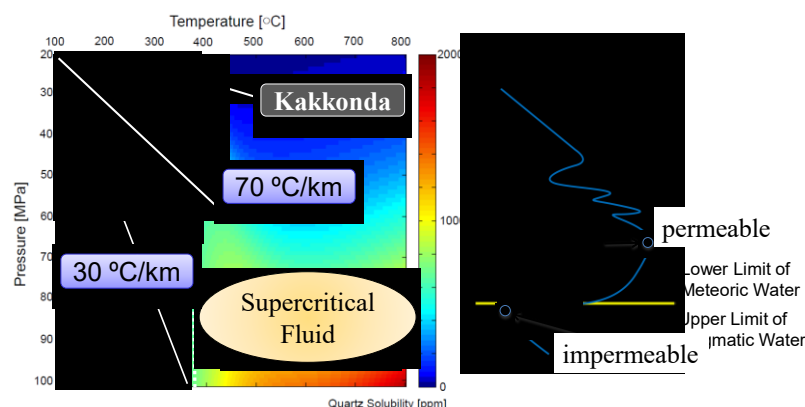 Temperature [○C]
100 200 300 400 500 600 700 800
20
30
40
50
60
70
80
90
100
Pressure [MPa]
Kakkonda
70 ºC/km
30 ºC/km
Supercritical
Fluid
2000
1000
0
Quartz Solubility [ppm]
permeable
Lower Limit of
Meteoric Water
Upper Limit of
gmatic Water
impermeable